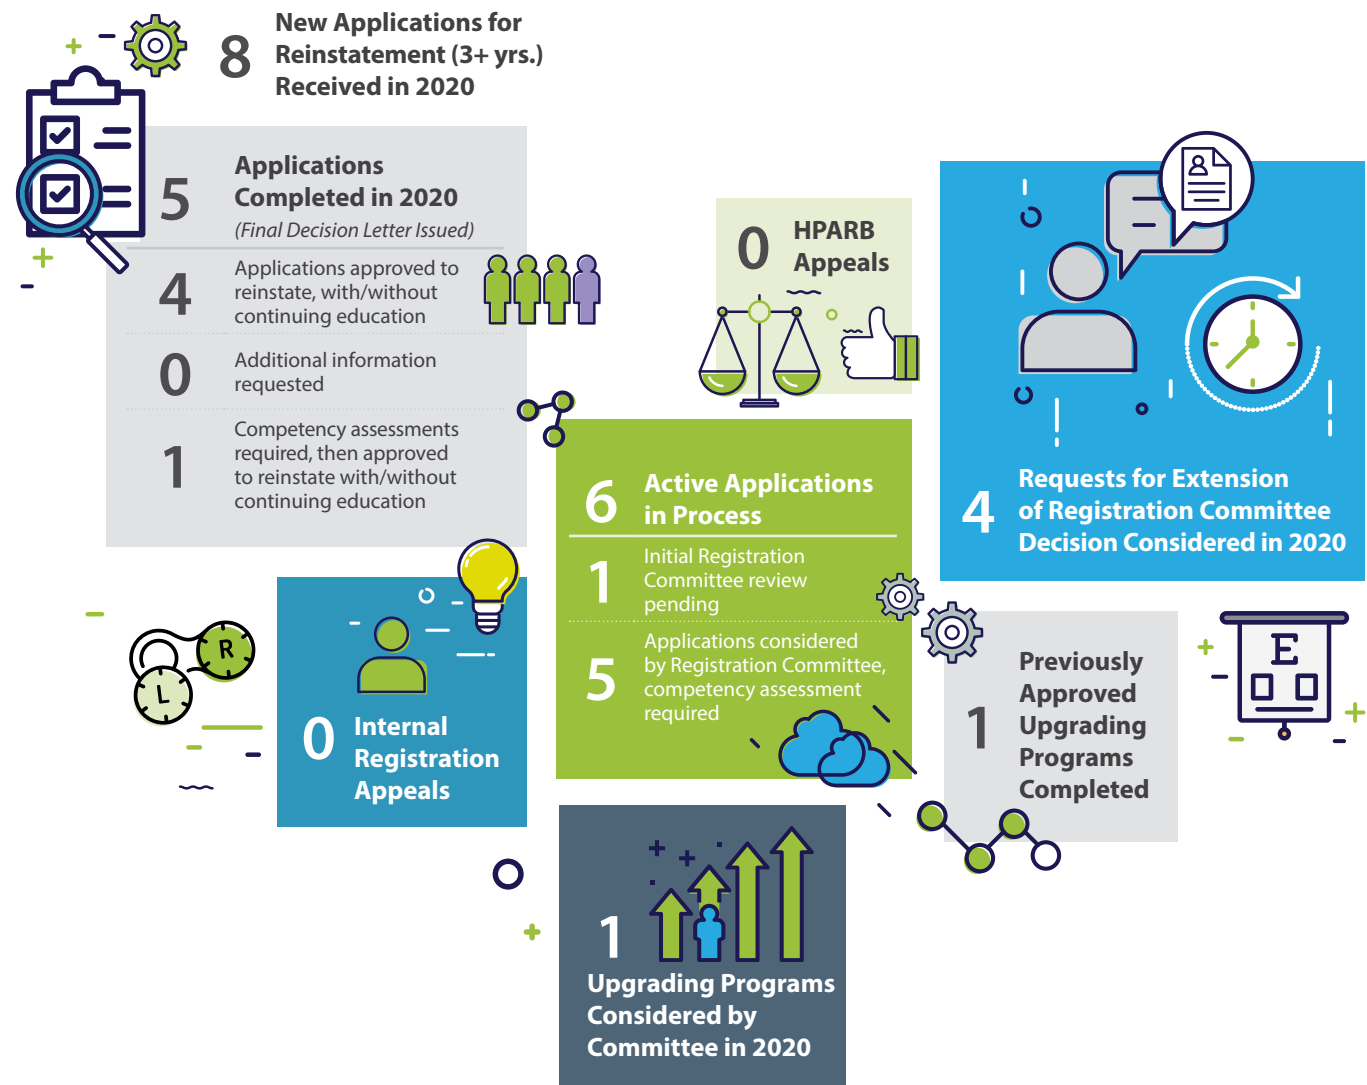 8
New Applications for
Reinstatement (3+ yrs.)
Received in 2020
5
Applications
Completed in 2020
(Final Decision Letter Issued)
4
Applications approved to
reinstate, with/without
continuing education
0
Additional information
requested
1
Competency assessments
required, then approved
to reinstate with/without
continuing education
0
HPARB
Appeals
4
Requests for Extension
of Registration Committee
Decision Considered in 2020
6
Active Applications
in Process
1
Initial Registration
Committee review
pending
5
Applications considered
by Registration Committee,
competency assessment
required
R
L
0
Internal
Registration
Appeals
1
Previously
Approved
Upgrading
Programs
Completed
E
1
Upgrading Programs
Considered by
Committee in 2020